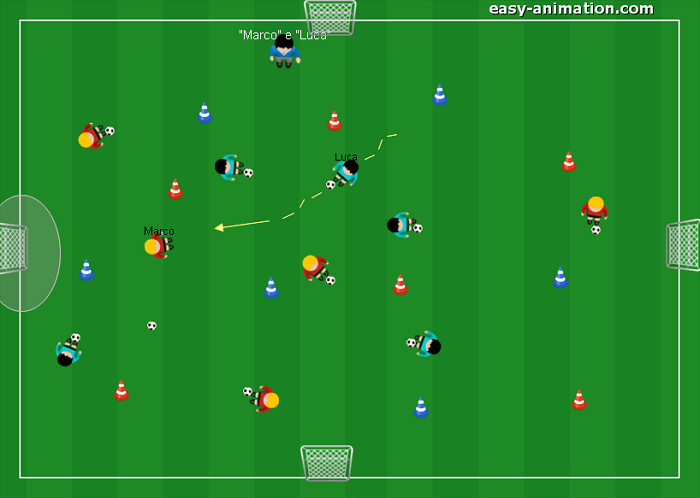 easy-animation.com
"Marco" e "Luca
Luca
Marco